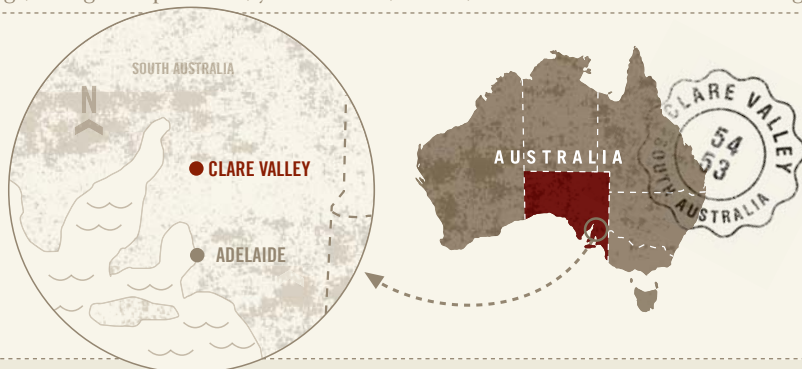 SOUTH AUSTRALIA
N
CLARE VALLEY
ADELAIDE
AUSTRALIA
CLARE VALLEY
54
53
SOUTH
AUSTRALIA